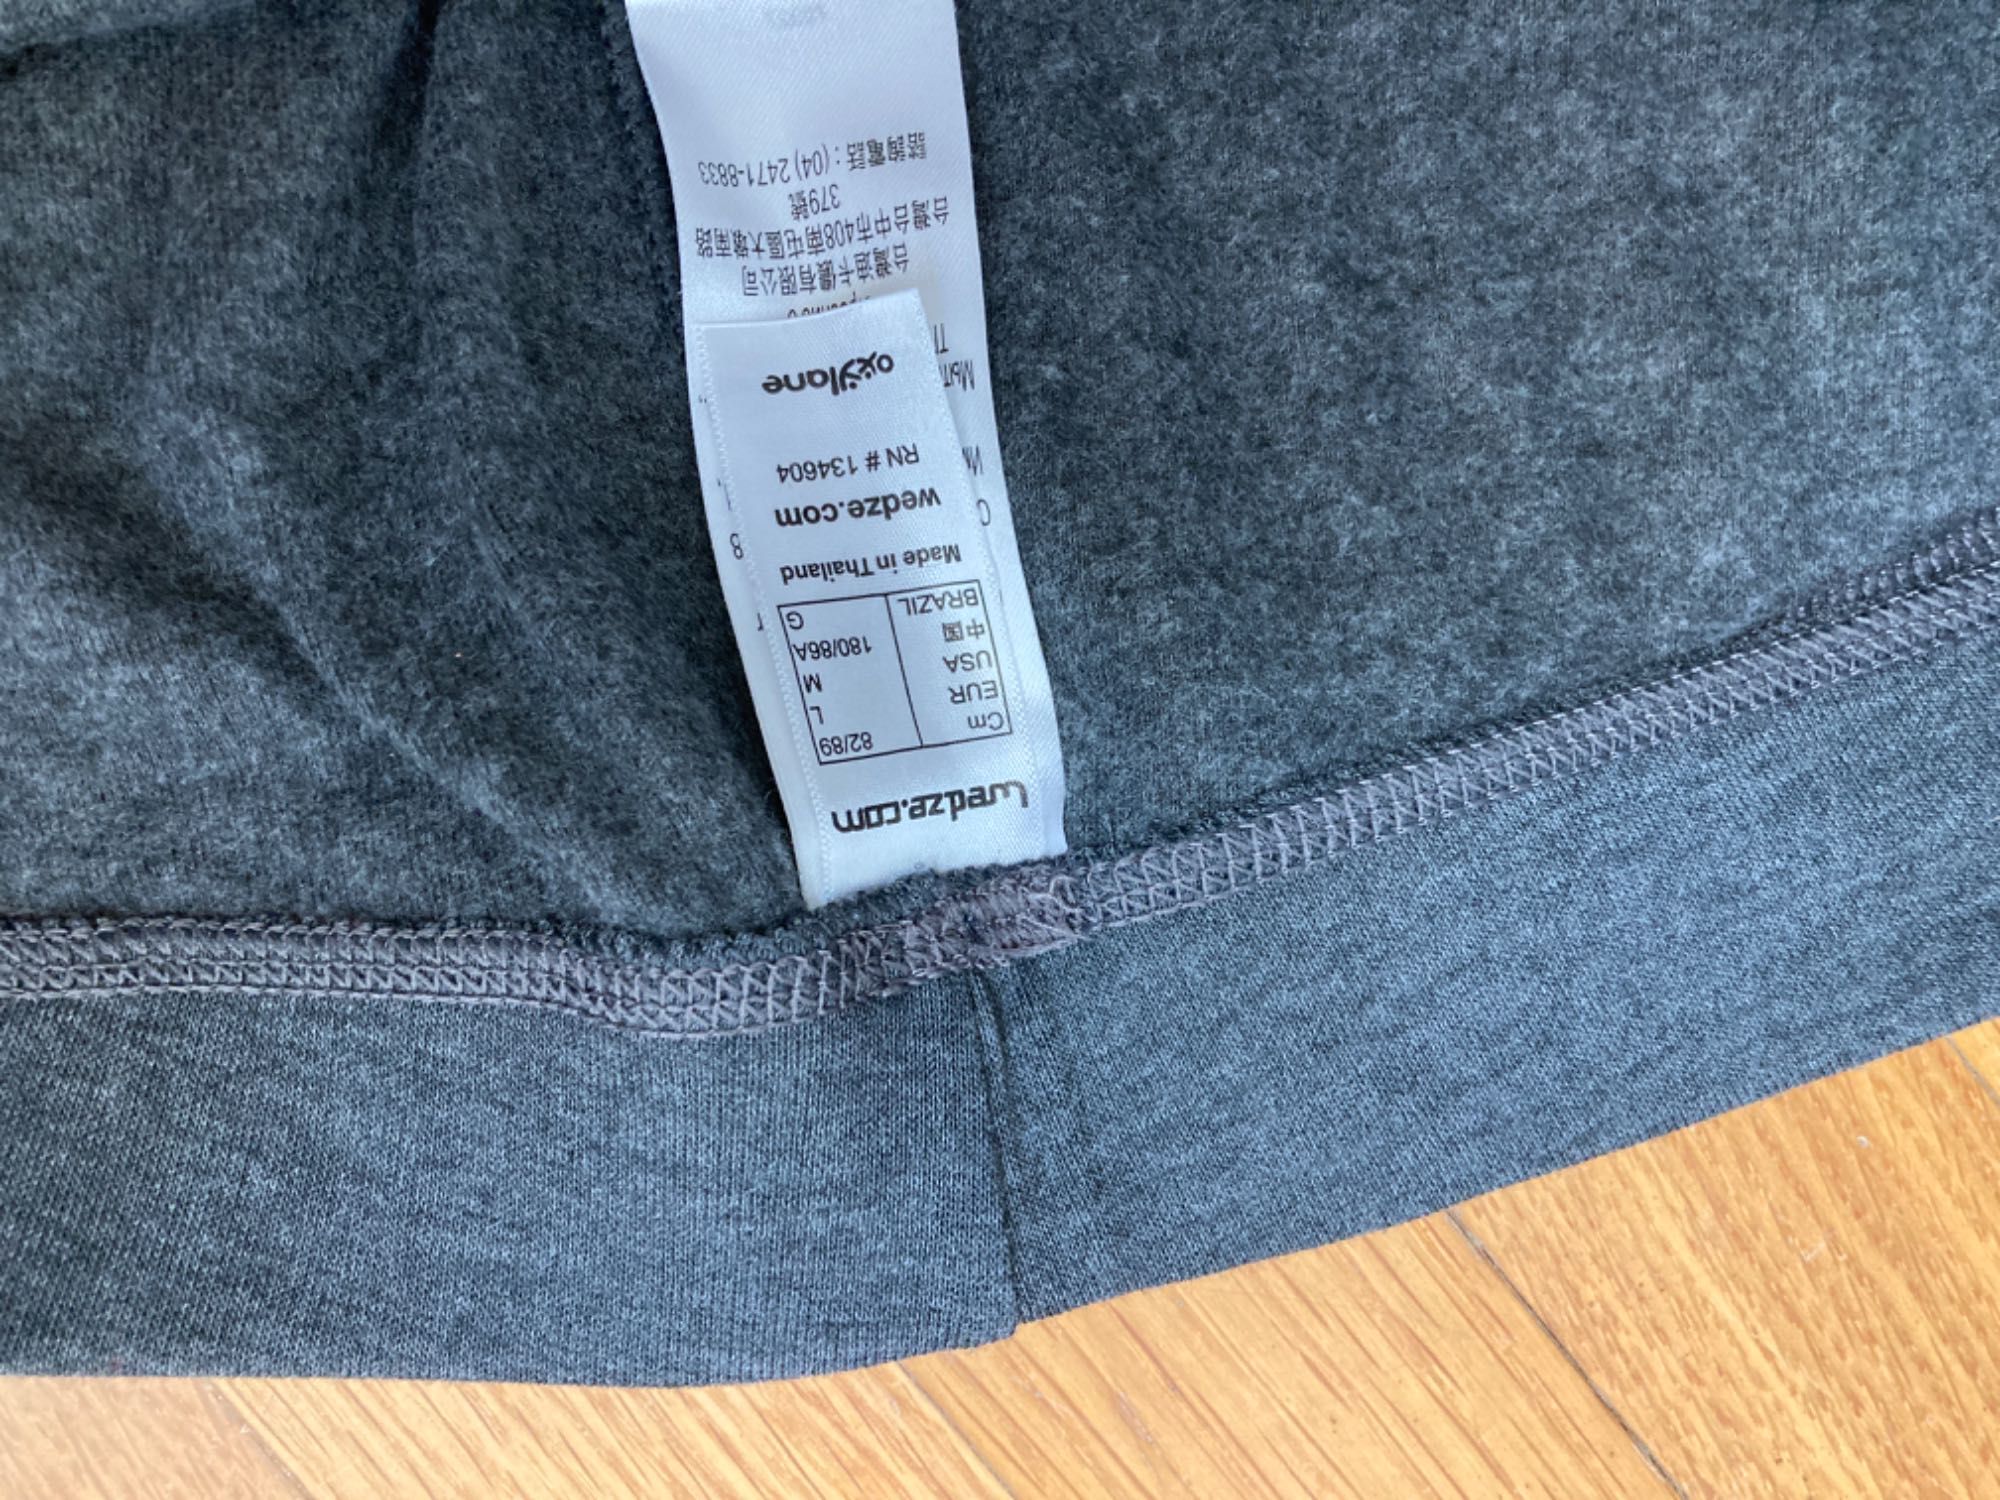 wedze.com
Cm 82/89
EUR L
USA M
中国 180/86A
BRAZIL G
Made in Thailand
wedze.com
RN # 134604
oxylane
台灣迪卡儂有限公司
台灣台中市408南屯區大墩南路
379號
諮詢電話：(04) 2471-8833